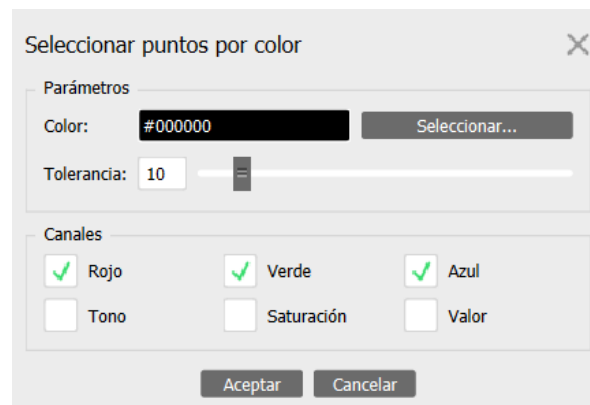 Seleccionar puntos por color
Parámetros
Color: #000000 Seleccionar...
Tolerancia: 10
Canales
Rojo Verde Azul
Tono Saturación Valor
Aceptar Cancelar